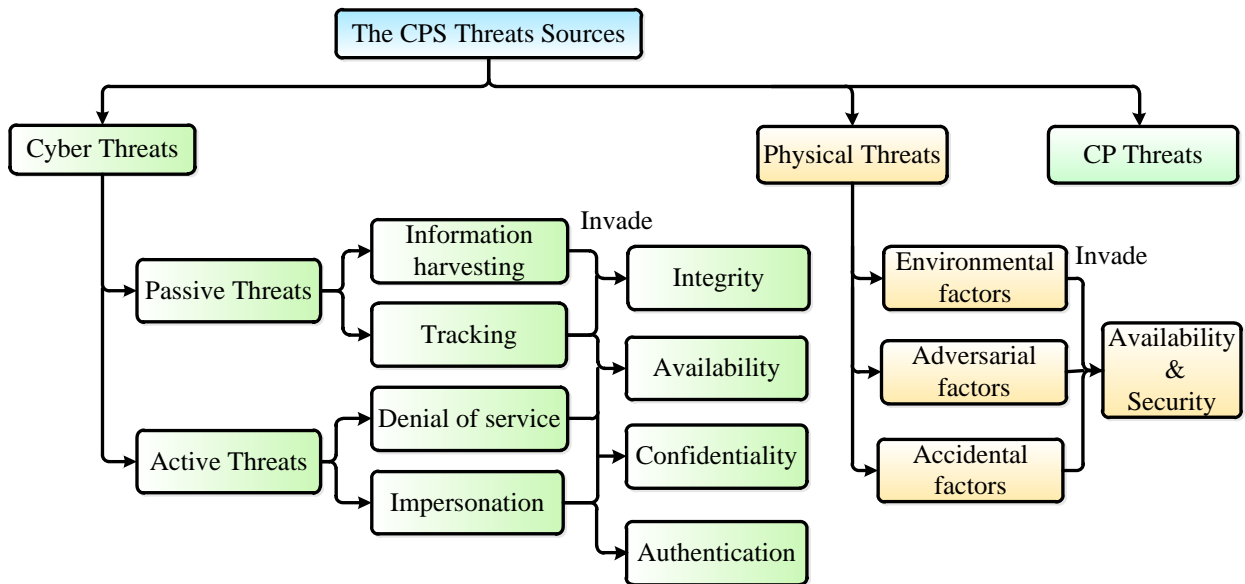 The CPS Threats Sources
Cyber Threats
Physical Threats
CP Threats
Information
harvesting
Invade
Integrity
Passive Threats
Tracking
Availability
Denial of service
Active Threats
Confidentiality
Impersonation
Authentication
Environmental
factors
Invade
Adversarial
factors
Availability
&
Security
Accidental
factors